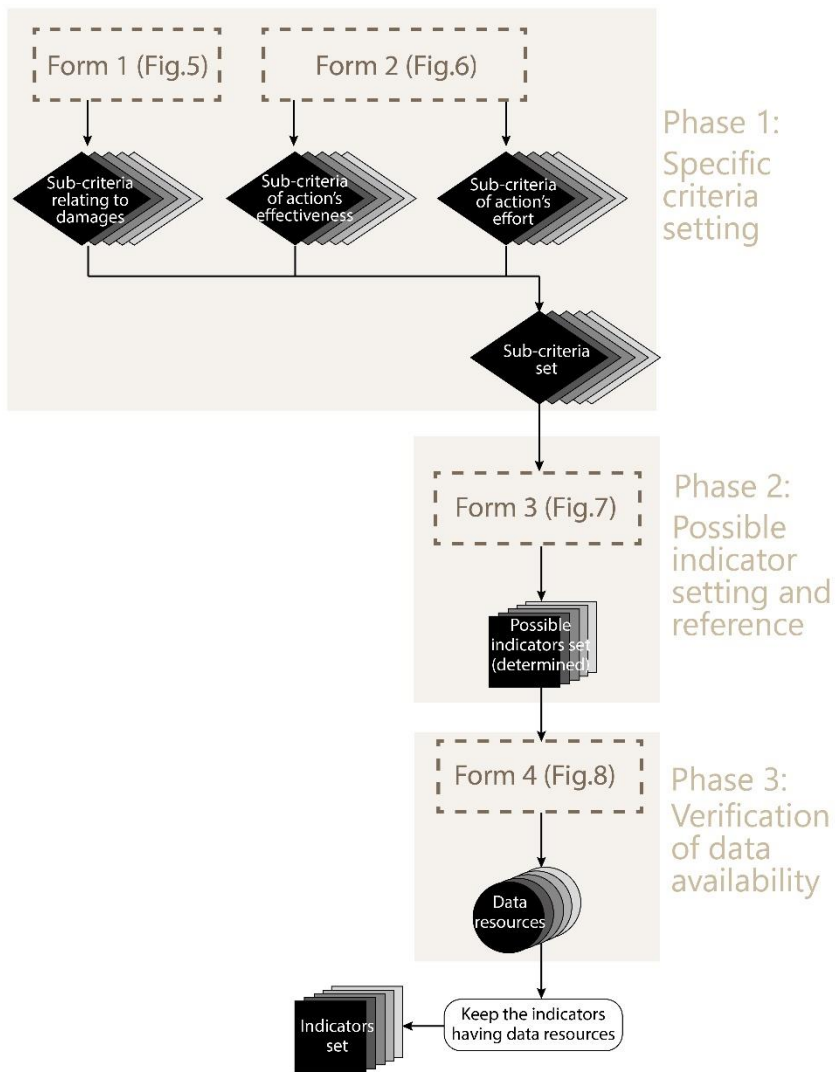 Form 1 (Fig.5)
Form 2 (Fig.6)
Phase 1:
Specific
criteria
setting
Sub-criteria
relating to
damages
Sub-criteria
of action's
effectiveness
Sub-criteria
of action's
effort
Sub-criteria
set
Form 3 (Fig.7)
Phase 2:
Possible
indicator
setting and
reference
Possible
indicators set
(determined)
Form 4 (Fig.8)
Phase 3:
Verification
of data
availability
Data
resources
Keep the indicators
having data resources
Indicators
set